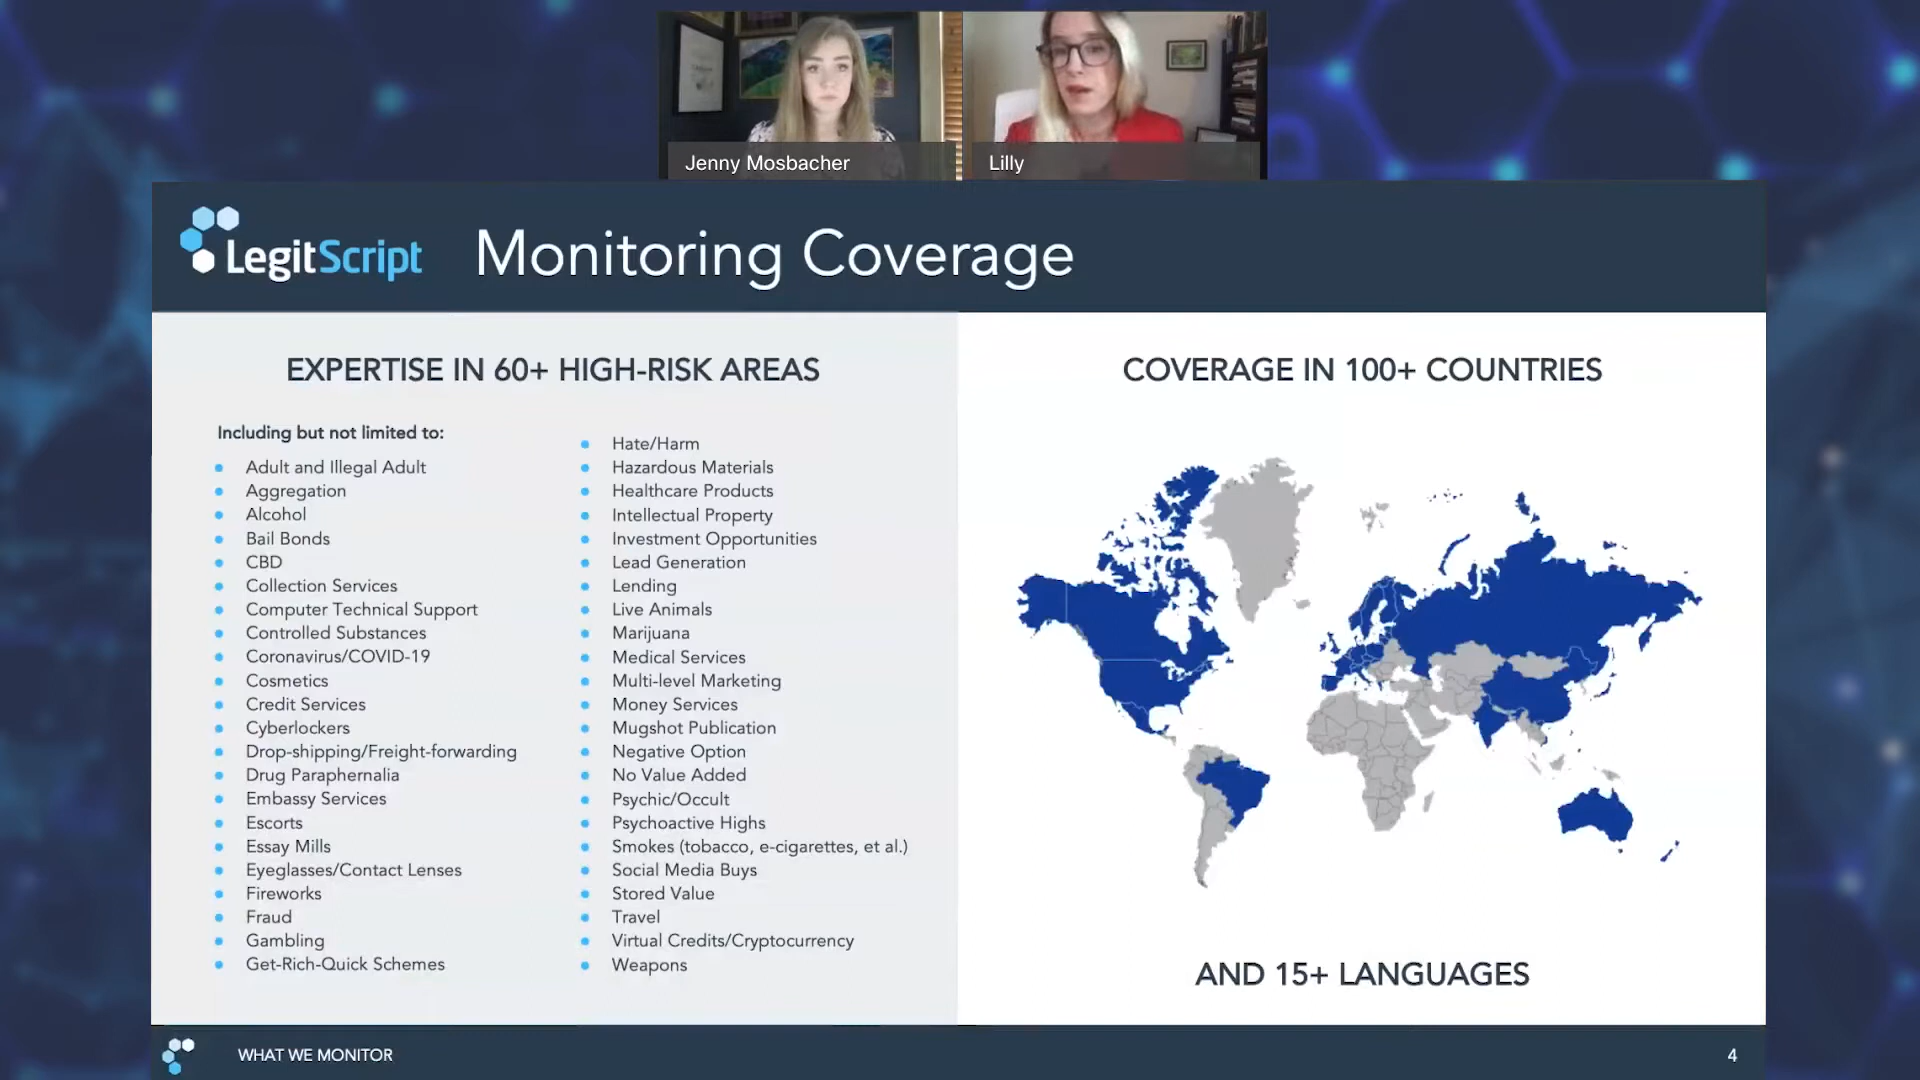 Jenny Mosbacher
Lilly
LegitScript
Monitoring Coverage
EXPERTISE IN 60+ HIGH-RISK AREAS
Including but not limited to:
Adult and Illegal Adult
Aggregation
Alcohol
Bail Bonds
CBD
Collection Services
Computer Technical Support
Controlled Substances
Coronavirus/COVID-19
Cosmetics
Credit Services
Cyberlockers
Drop-shipping/Freight-forwarding
Drug Paraphernalia
Embassy Services
Escorts
Essay Mills
Eyeglasses/Contact Lenses
Fireworks
Fraud
Gambling
Get-Rich-Quick Schemes
Hate/Harm
Hazardous Materials
Healthcare Products
Intellectual Property
Investment Opportunities
Lead Generation
Lending
Live Animals
Marijuana
Medical Services
Multi-level Marketing
Money Services
Mugshot Publication
Negative Option
No Value Added
Psychic/Occult
Psychoactive Highs
Smokes (tobacco, e-cigarettes, et al.)
Social Media Buys
Stored Value
Travel
Virtual Credits/Cryptocurrency
Weapons
COVERAGE IN 100+ COUNTRIES
AND 15+ LANGUAGES
WHAT WE MONITOR
4